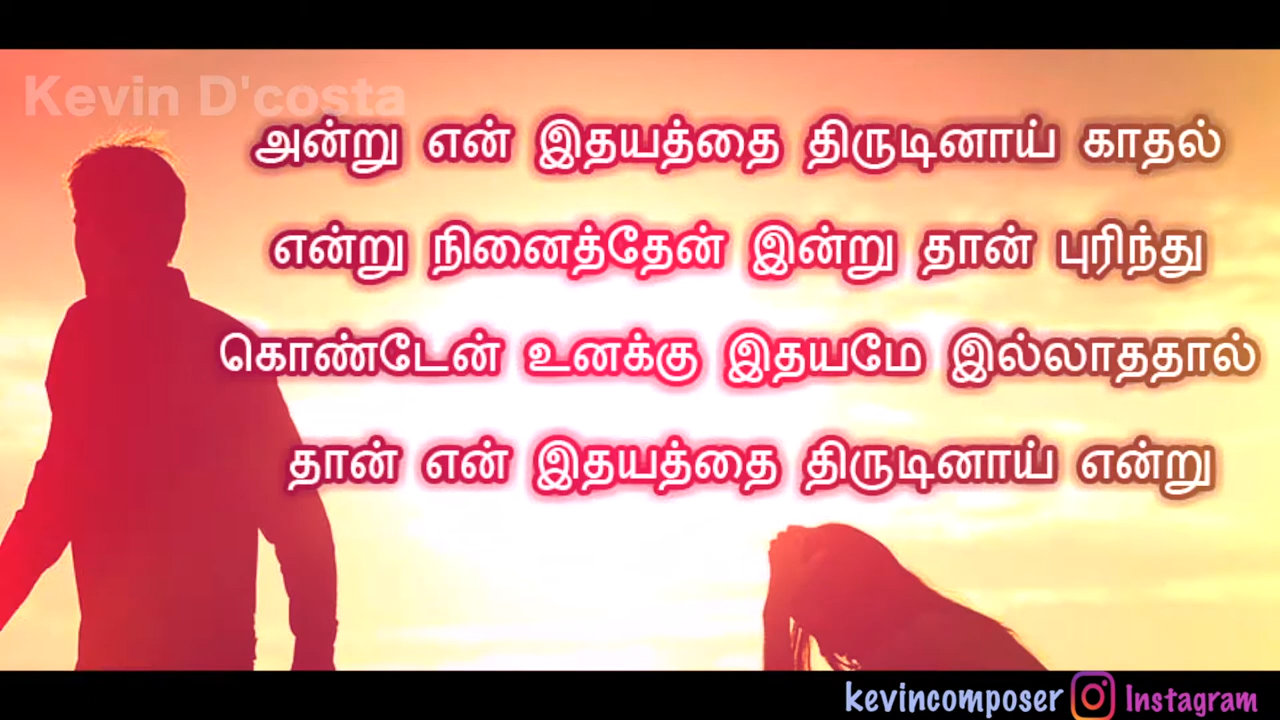 Kevin D'costa
அன்று என் இதயத்தை திருடினாய் காதல்
என்று நினைத்தேன் இன்று தான் புரிந்து
கொண்டேன் உனக்கு இதயமே இல்லாததால்
தான் என் இதயத்தை திருடினாய் என்று
kevincomposer Instagram